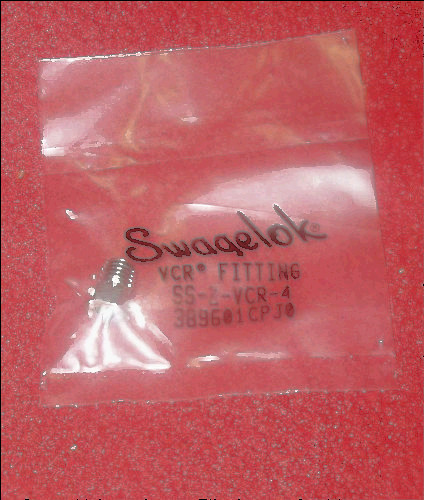 Swagelok®
VCR® FITTING
SS-2-VCR-4
3B9601CPJ0